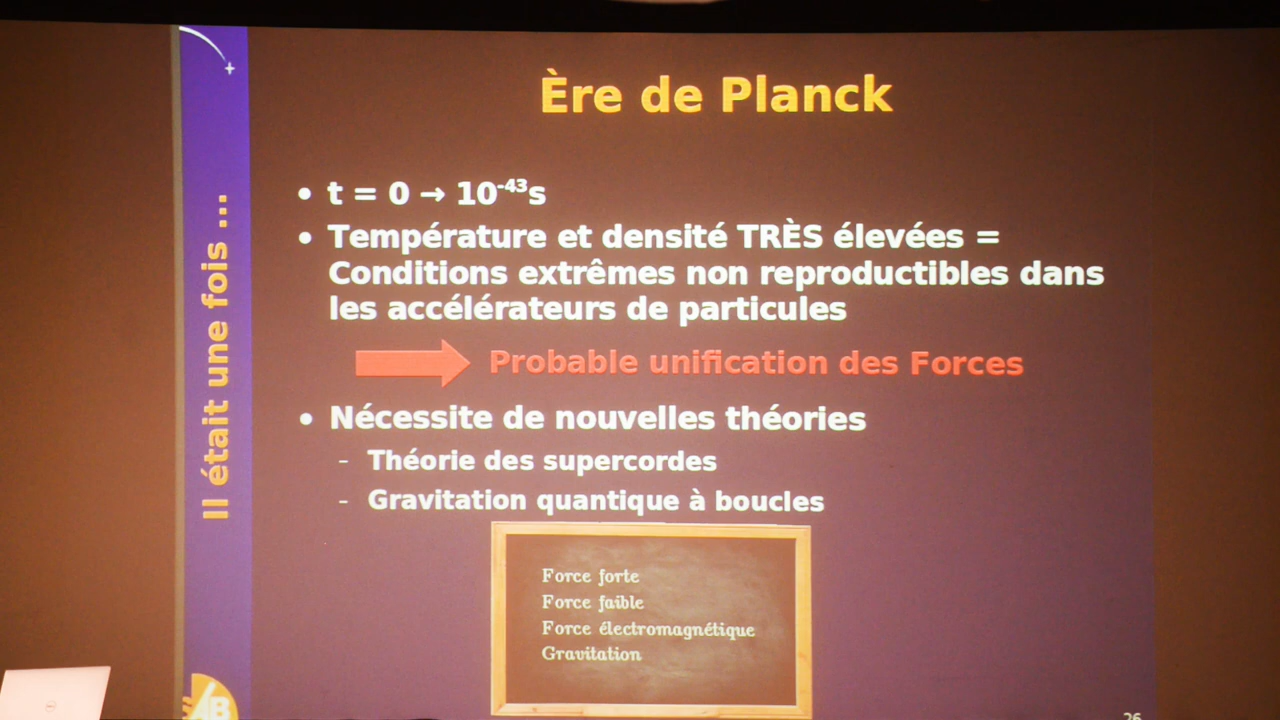 Ère de Planck
Il était une fois ...
• t = 0 → 10⁻⁴³s
• Température et densité TRÈS élevées =
Conditions extrêmes non reproductibles dans
les accélérateurs de particules
Probable unification des Forces
• Nécessite de nouvelles théories
- Théorie des supercordes
- Gravitation quantique à boucles
Force forte
Force faible
Force électromagnétique
Gravitation
26